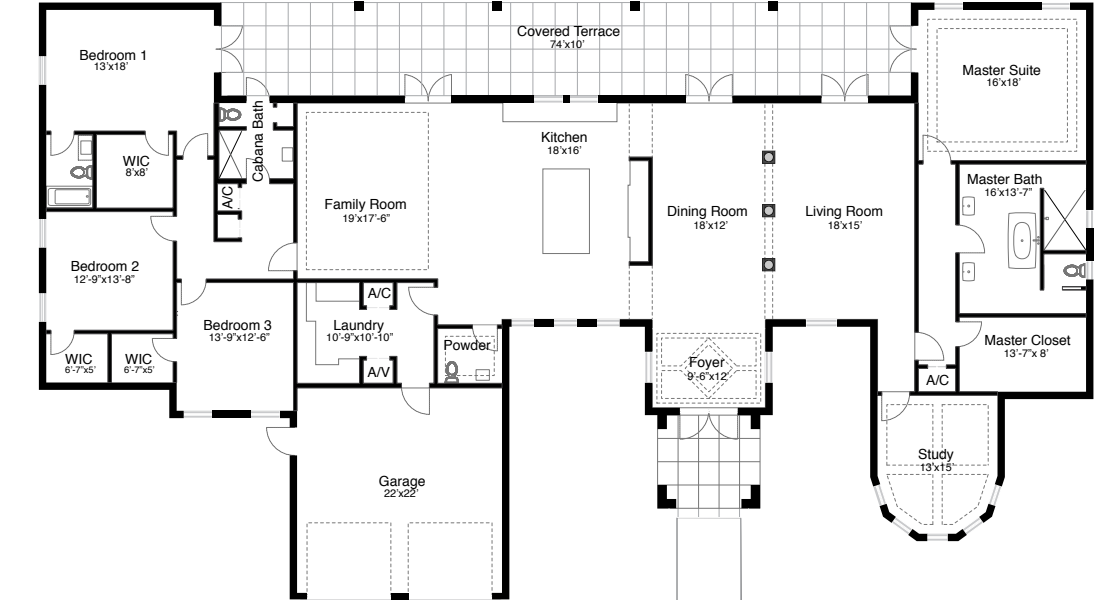 Covered Terrace
74'x10'
Bedroom 1
13'x18'
Master Suite
16'x18'
Cabana Bath
Kitchen
18'x16'
WIC
8'x8'
A/C
Family Room
19'x17'-6"
Dining Room
18'x12'
Living Room
18'x15'
Master Bath
16'x13'-7"
Bedroom 2
12'-9"x13'-8"
A/C
Bedroom 3
13'-9"x12'-6"
Laundry
10'-9"x10'-10"
Powder
A/V
WIC
6'-7"x5'
WIC
6'-7"x5'
Foyer
9'-6"x12'
Master Closet
13'-7"x 8'
A/C
Study
13'x15'
Garage
22'x22'